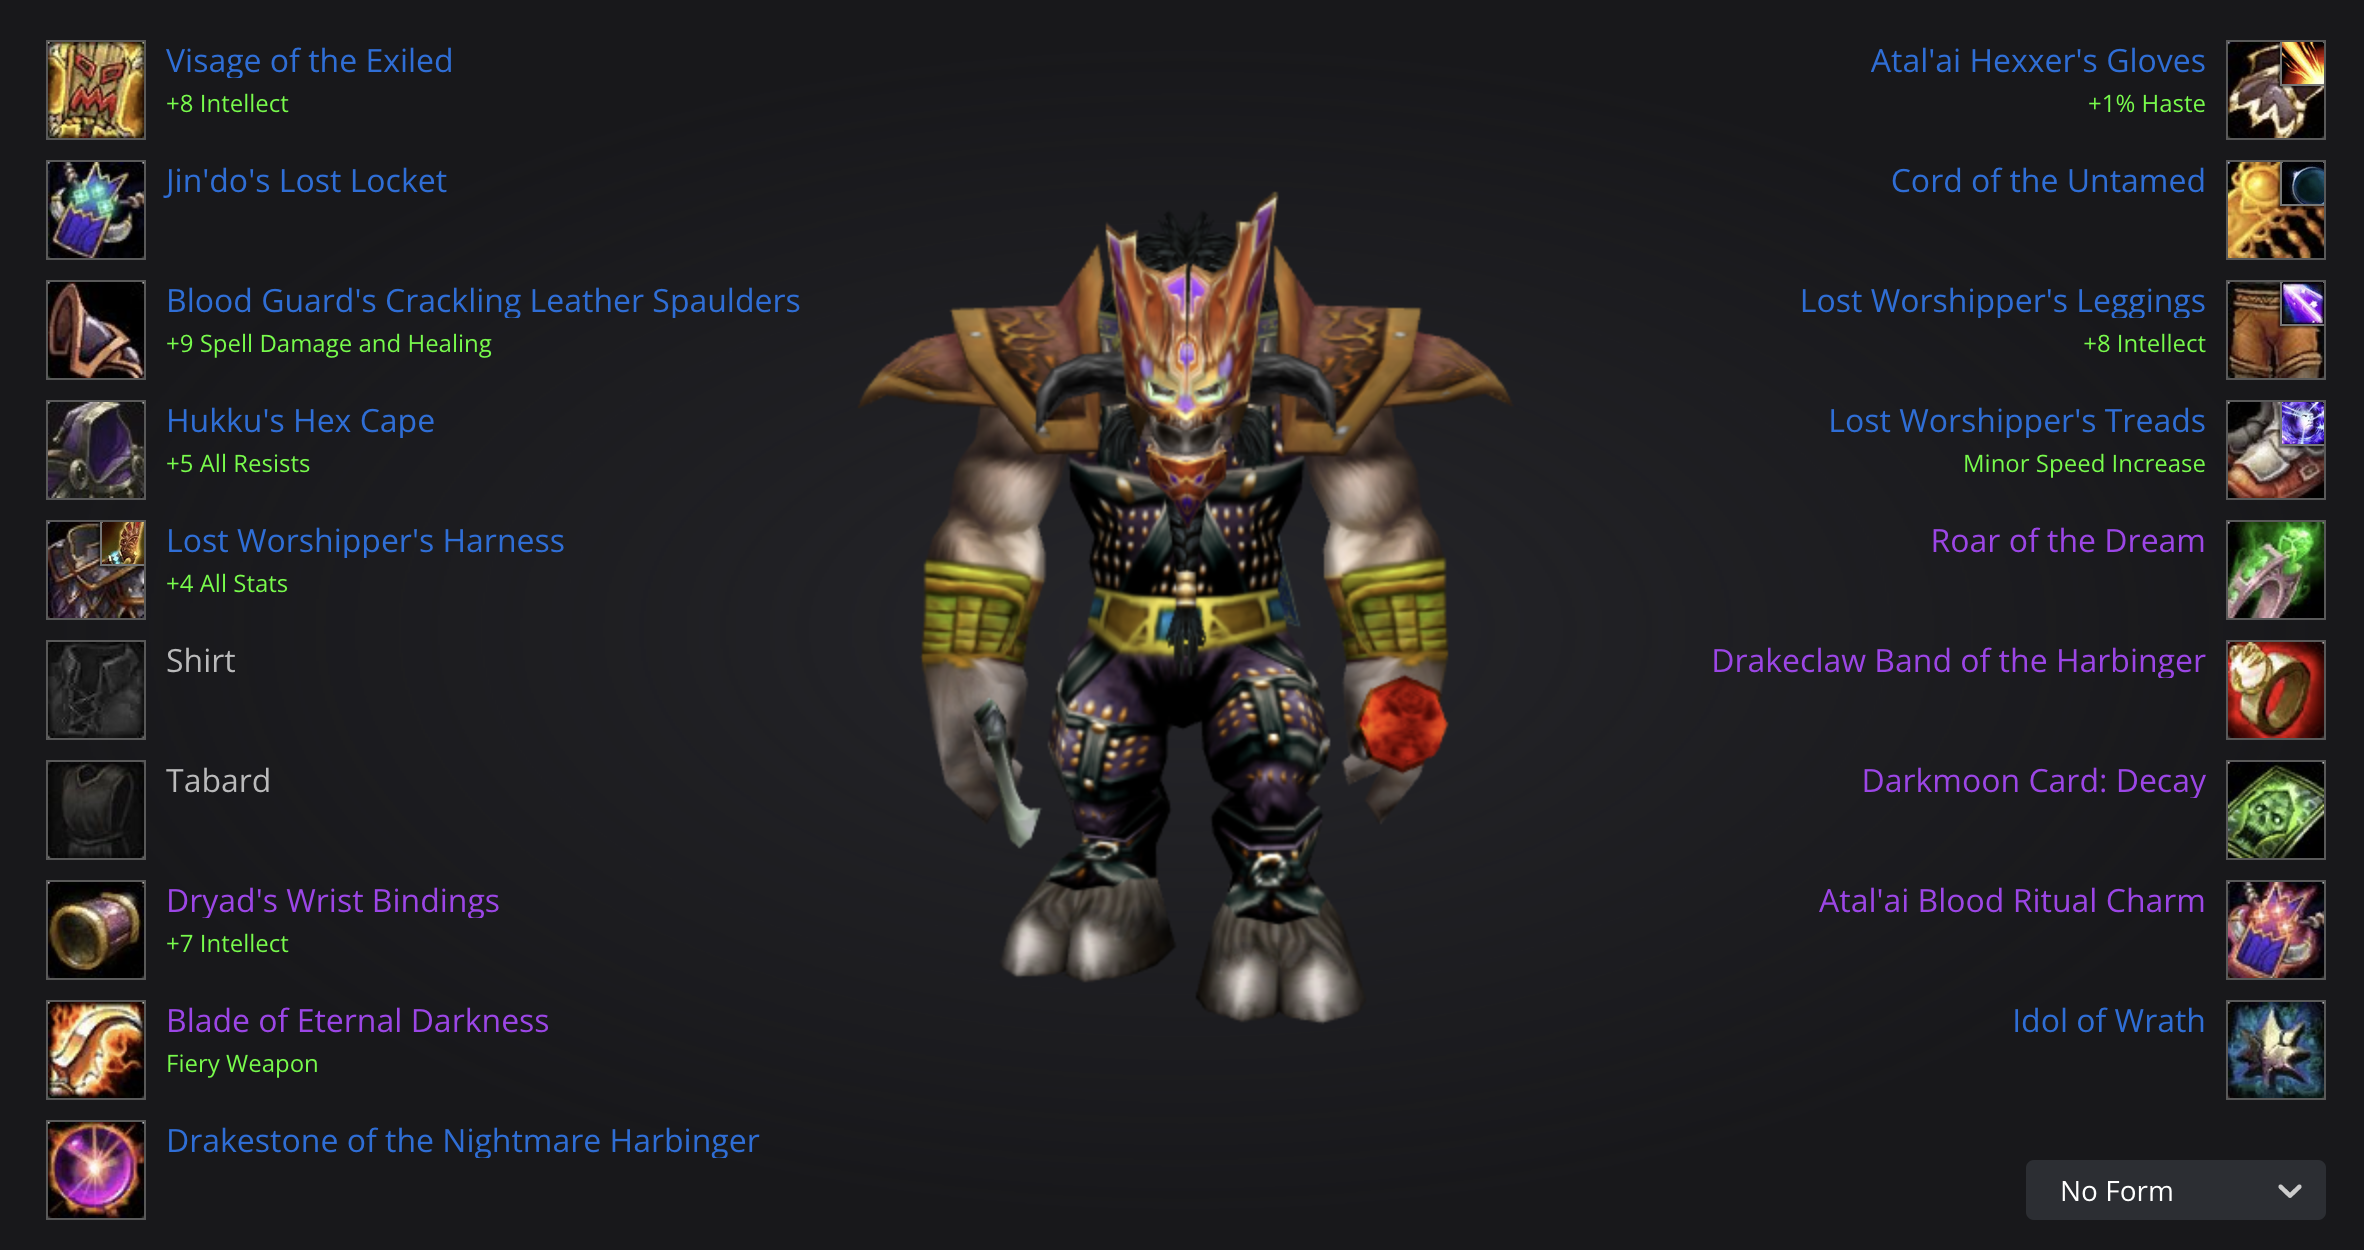 Visage of the Exiled
+8 Intellect
Jin'do's Lost Locket
Blood Guard's Crackling Leather Spaulders
+9 Spell Damage and Healing
Hukku's Hex Cape
+5 All Resists
Lost Worshipper's Harness
+4 All Stats
Shirt
Tabard
Dryad's Wrist Bindings
+7 Intellect
Blade of Eternal Darkness
Fiery Weapon
Drakestone of the Nightmare Harbinger
Atal'ai Hexxer's Gloves
+1% Haste
Cord of the Untamed
Lost Worshipper's Leggings
+8 Intellect
Lost Worshipper's Treads
Minor Speed Increase
Roar of the Dream
Drakeclaw Band of the Harbinger
Darkmoon Card: Decay
Atal'ai Blood Ritual Charm
Idol of Wrath
No Form